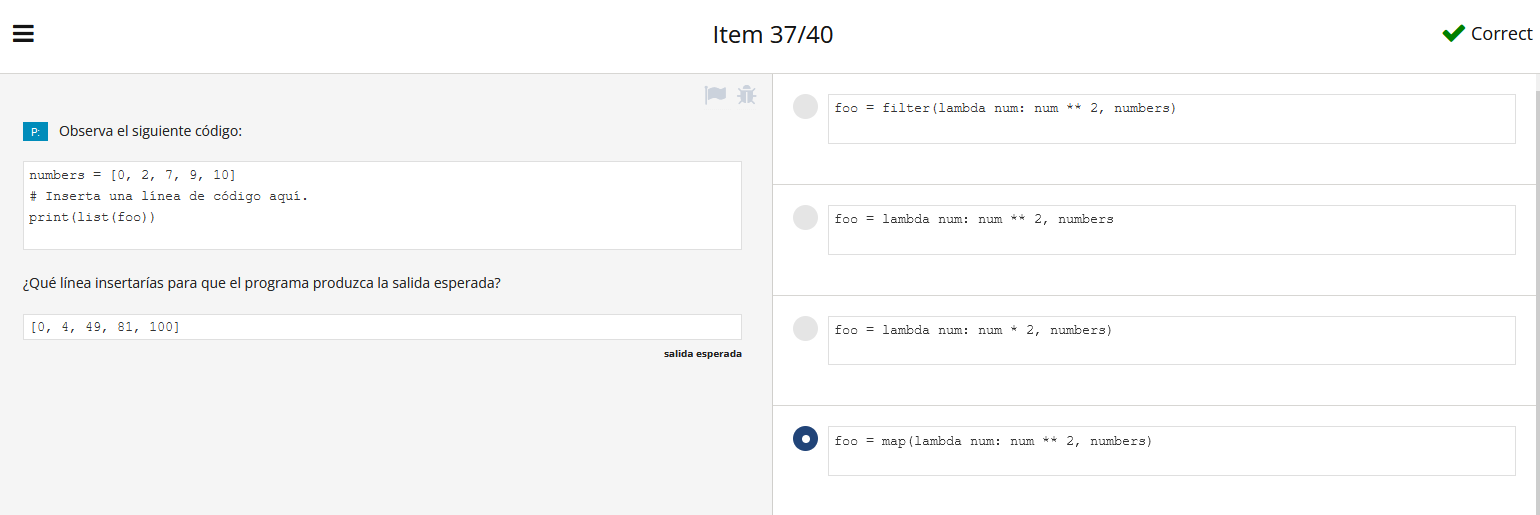 Item 37/40
Correct
P: Observa el siguiente código:
numbers = [0, 2, 7, 9, 10]
# Inserta una línea de código aquí.
print(list(foo))
¿Qué línea insertarías para que el programa produzca la salida esperada?
[0, 4, 49, 81, 100]
salida esperada
foo = filter(lambda num: num ** 2, numbers)
foo = lambda num: num ** 2, numbers
foo = lambda num: num * 2, numbers)
foo = map(lambda num: num ** 2, numbers)